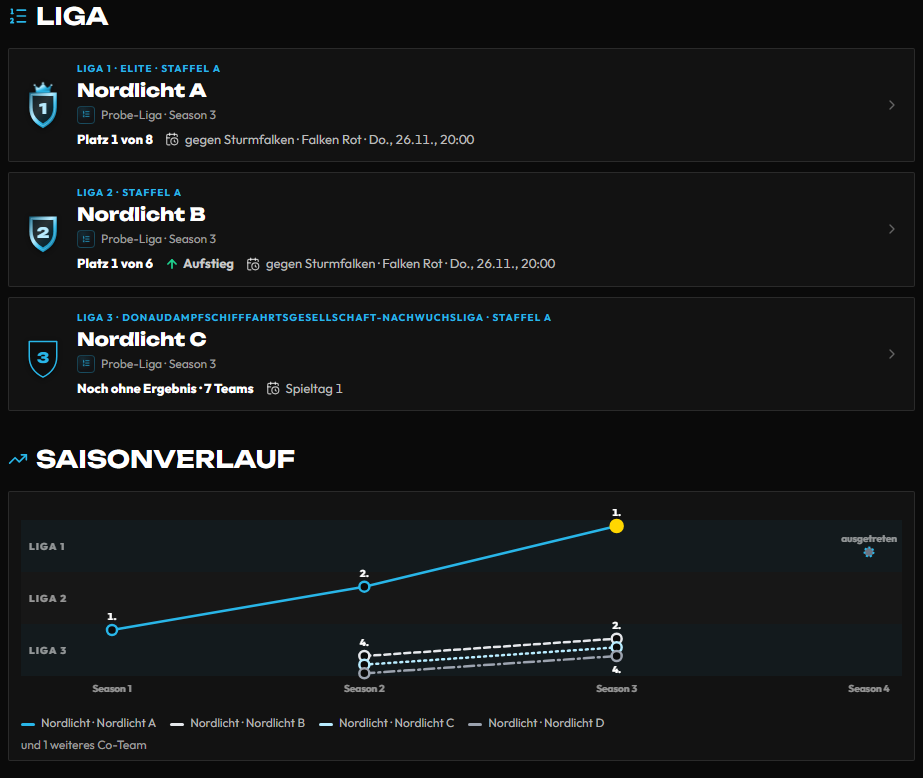 LIGA
LIGA 1 · ELITE · STAFFEL A
1
Nordlicht A
Probe-Liga · Season 3
Platz 1 von 8 gegen Sturmfalken · Falken Rot · Do., 26.11., 20:00
LIGA 2 · STAFFEL A
2
Nordlicht B
Probe-Liga · Season 3
Platz 1 von 6 Aufstieg gegen Sturmfalken · Falken Rot · Do., 26.11., 20:00
LIGA 3 · DONAUDAMPFSCHIFFFAHRTSGESELLSCHAFT-NACHWUCHSLIGA · STAFFEL A
3
Nordlicht C
Probe-Liga · Season 3
Noch ohne Ergebnis · 7 Teams Spieltag 1
SAISONVERLAUF
1.
ausgetreten
LIGA 1
2.
LIGA 2
1.
2.
4.
LIGA 3
4.
Season 1 Season 2 Season 3 Season 4
Nordlicht · Nordlicht A Nordlicht · Nordlicht B Nordlicht · Nordlicht C Nordlicht · Nordlicht D
und 1 weiteres Co-Team